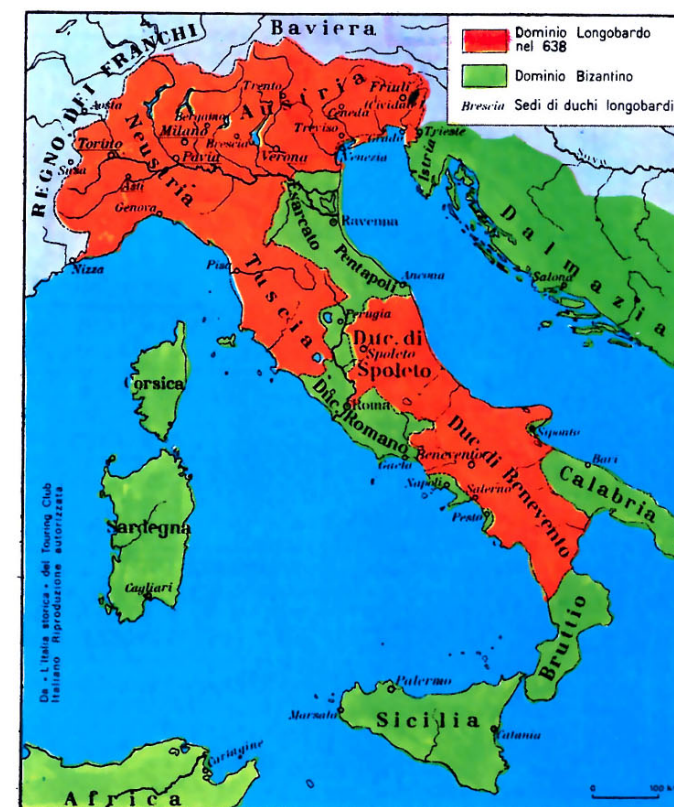 Baviera
REGNO DEI FRANCHI
Dominio Longobardo
nel 638
Dominio Bizantino
Brescia Sedi di duchi longobardi
Aosta
Trento
Austria
Friuli
Cividale
Ceneda
Bergamo
Milano
Treviso
Brescia
Neustria
Torino
Pavia
Verona
Venezia
Grado
Trieste
Istria
Sava
Susa
Asti
Genova
Nizza
Esarcato
Ravenna
Pentapoli
Dalmazia
Salona
Pisa
Tuscia
Ancona
Perugia
Duc. di
Spoleto
Spoleto
Corsica
Duc. Romano
Roma
Gaeta
Duc. di Benevento
Benevento
Siponto
Bari
Calabria
Napoli
Salerno
Pesto
Sardegna
Cagliari
Bruttio
Palermo
Marsala
Sicilia
Catania
Cartagine
Africa
Da « L'Italia storica » del Touring Club
Italiano Riproduzione autorizzata.
0 100